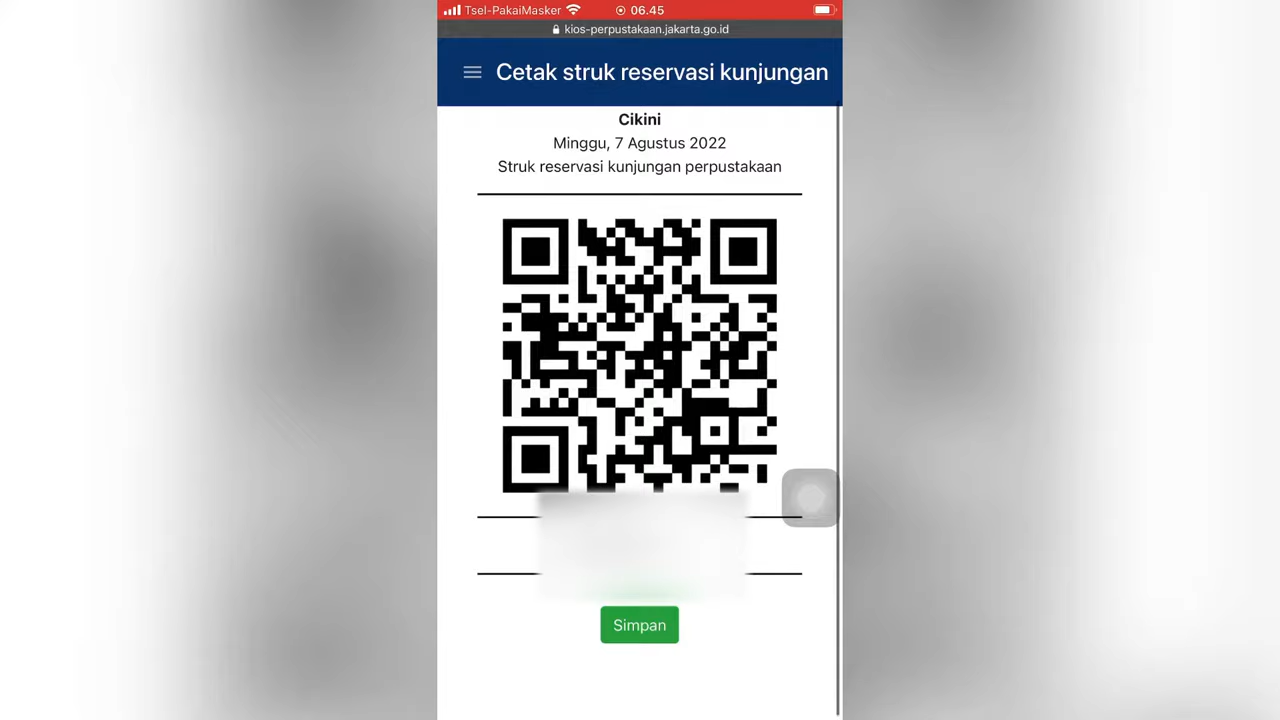 Tsel-PakaiMasker
06.45
kios-perpustakaan.jakarta.go.id
Cetak struk reservasi kunjungan
Cikini
Minggu, 7 Agustus 2022
Struk reservasi kunjungan perpustakaan
Simpan